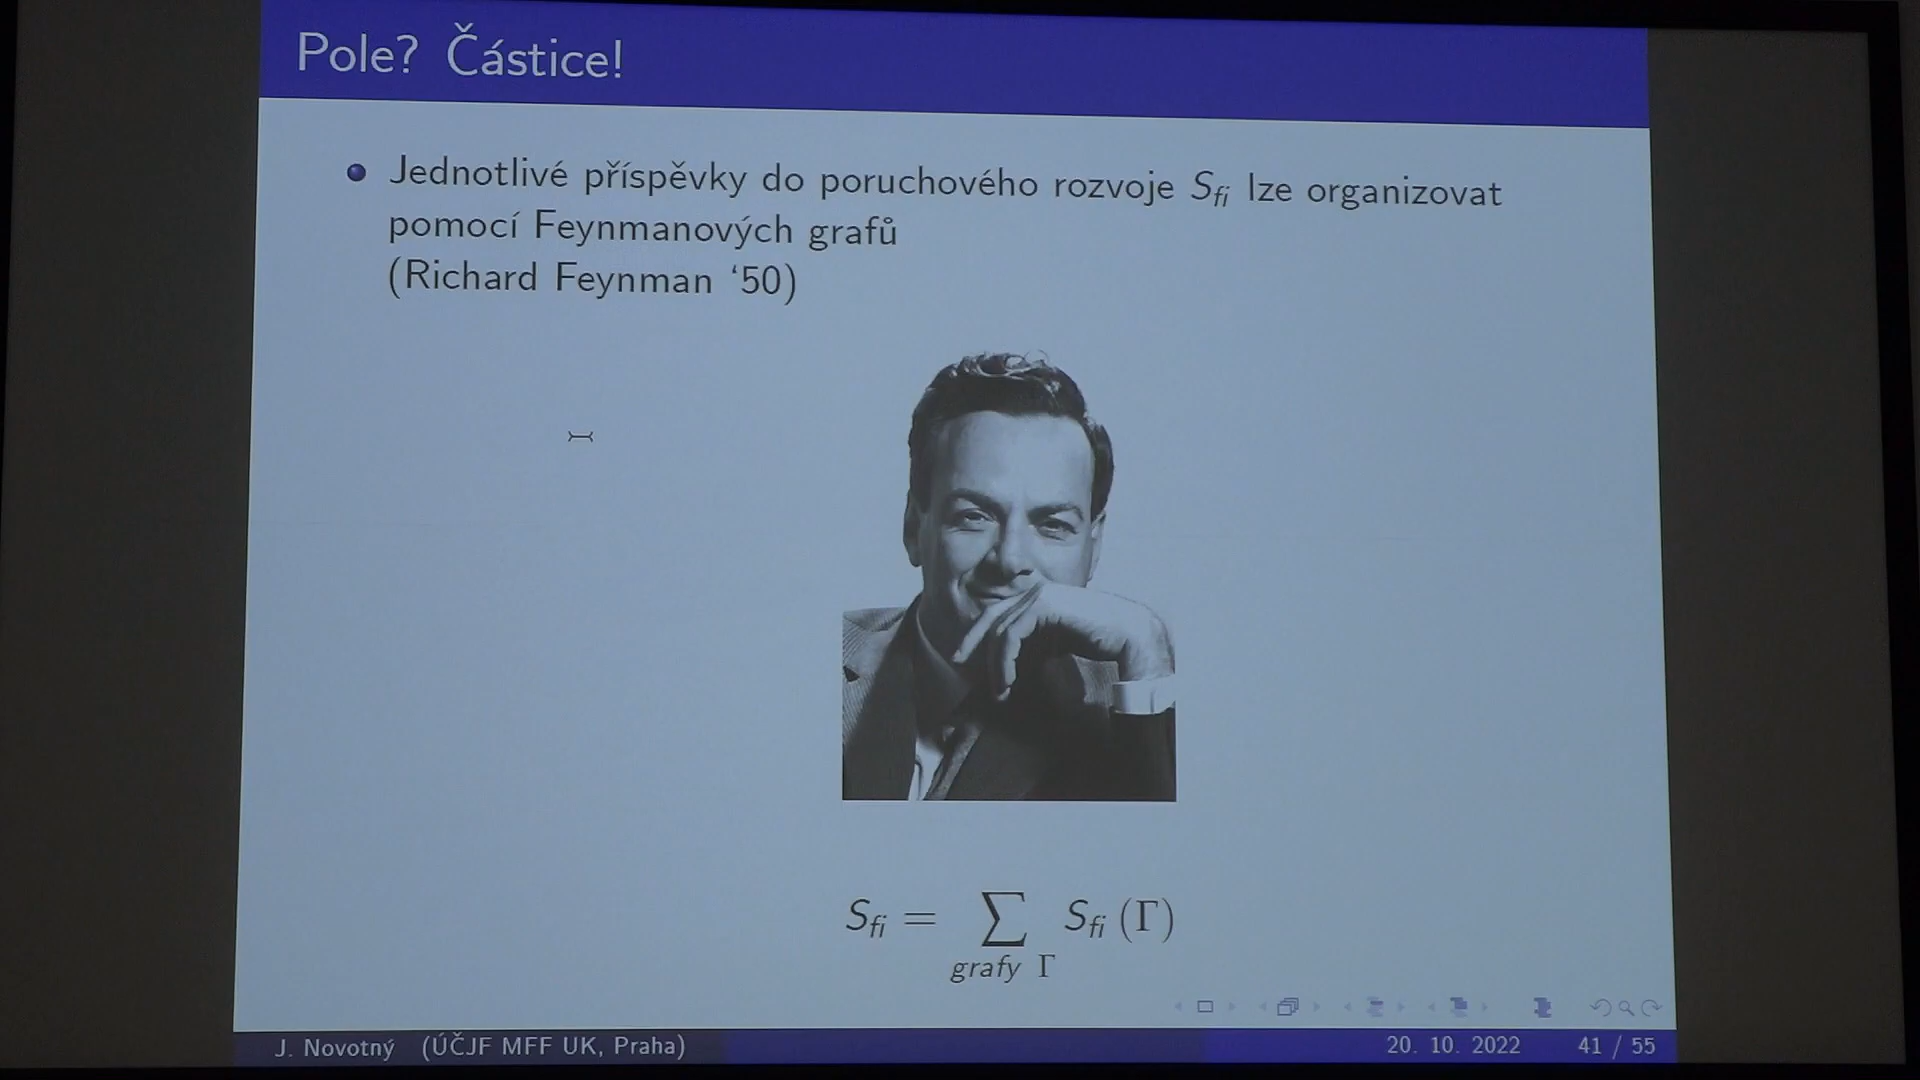 Pole? Částice!
Jednotlivé příspěvky do poruchového rozvoje S_fi lze organizovat
pomocí Feynmanových grafů
(Richard Feynman ‘50)
S_fi = ∑ S_fi (Γ)
grafy Γ
J. Novotný (ÚČJF MFF UK, Praha) 20. 10. 2022 41 / 55